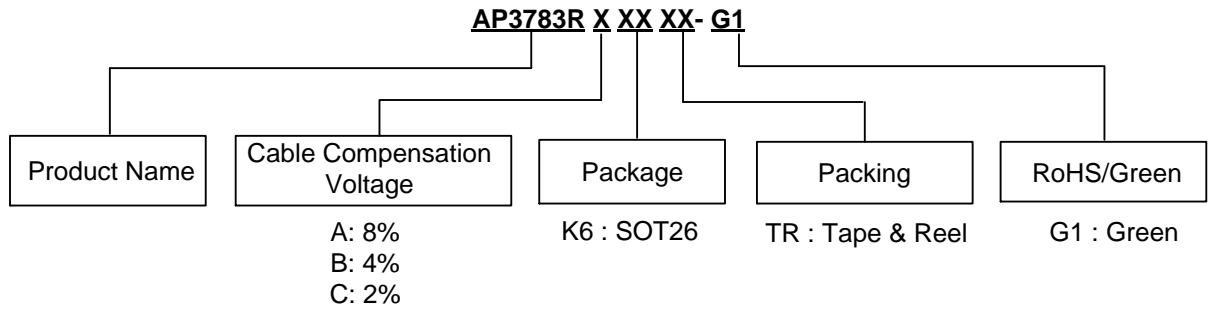 AP3783R X XX XX- G1
Product Name
Cable Compensation
Voltage
Package
Packing
RoHS/Green
A: 8%
B: 4%
C: 2%
K6 : SOT26
TR : Tape & Reel
G1 : Green